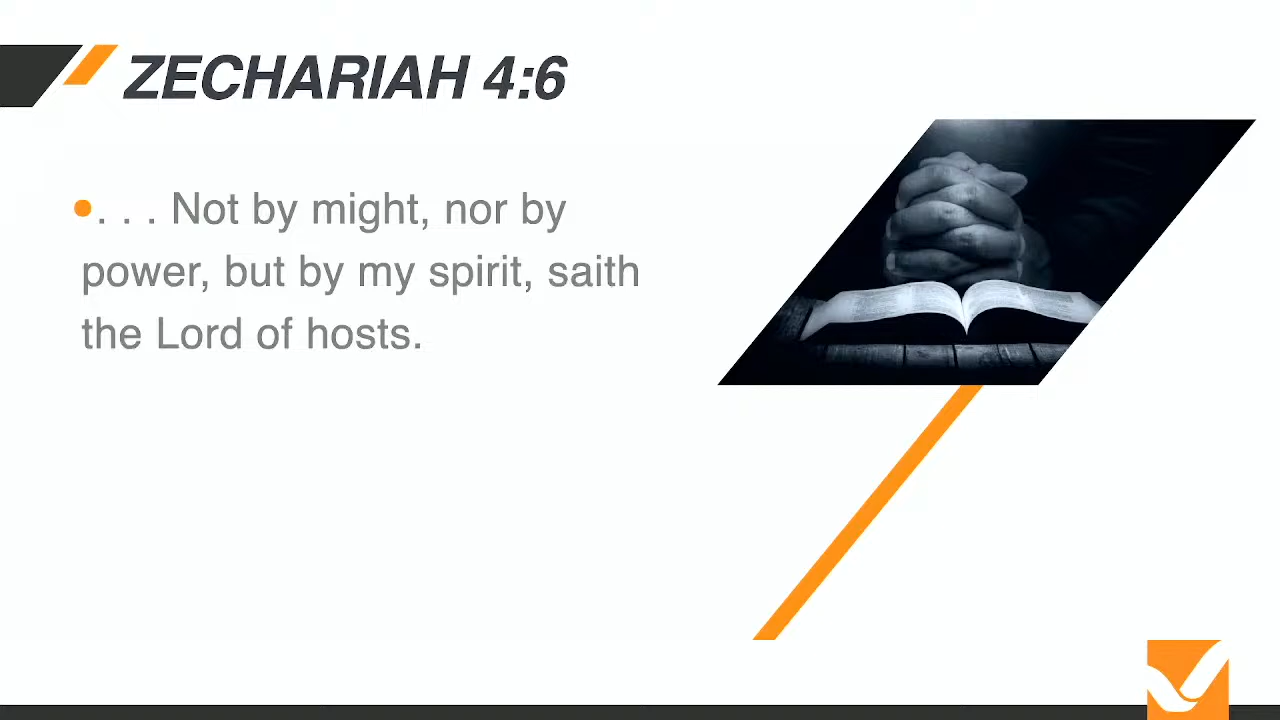 ZECHARIAH 4:6
. . . Not by might, nor by
power, but by my spirit, saith
the Lord of hosts.